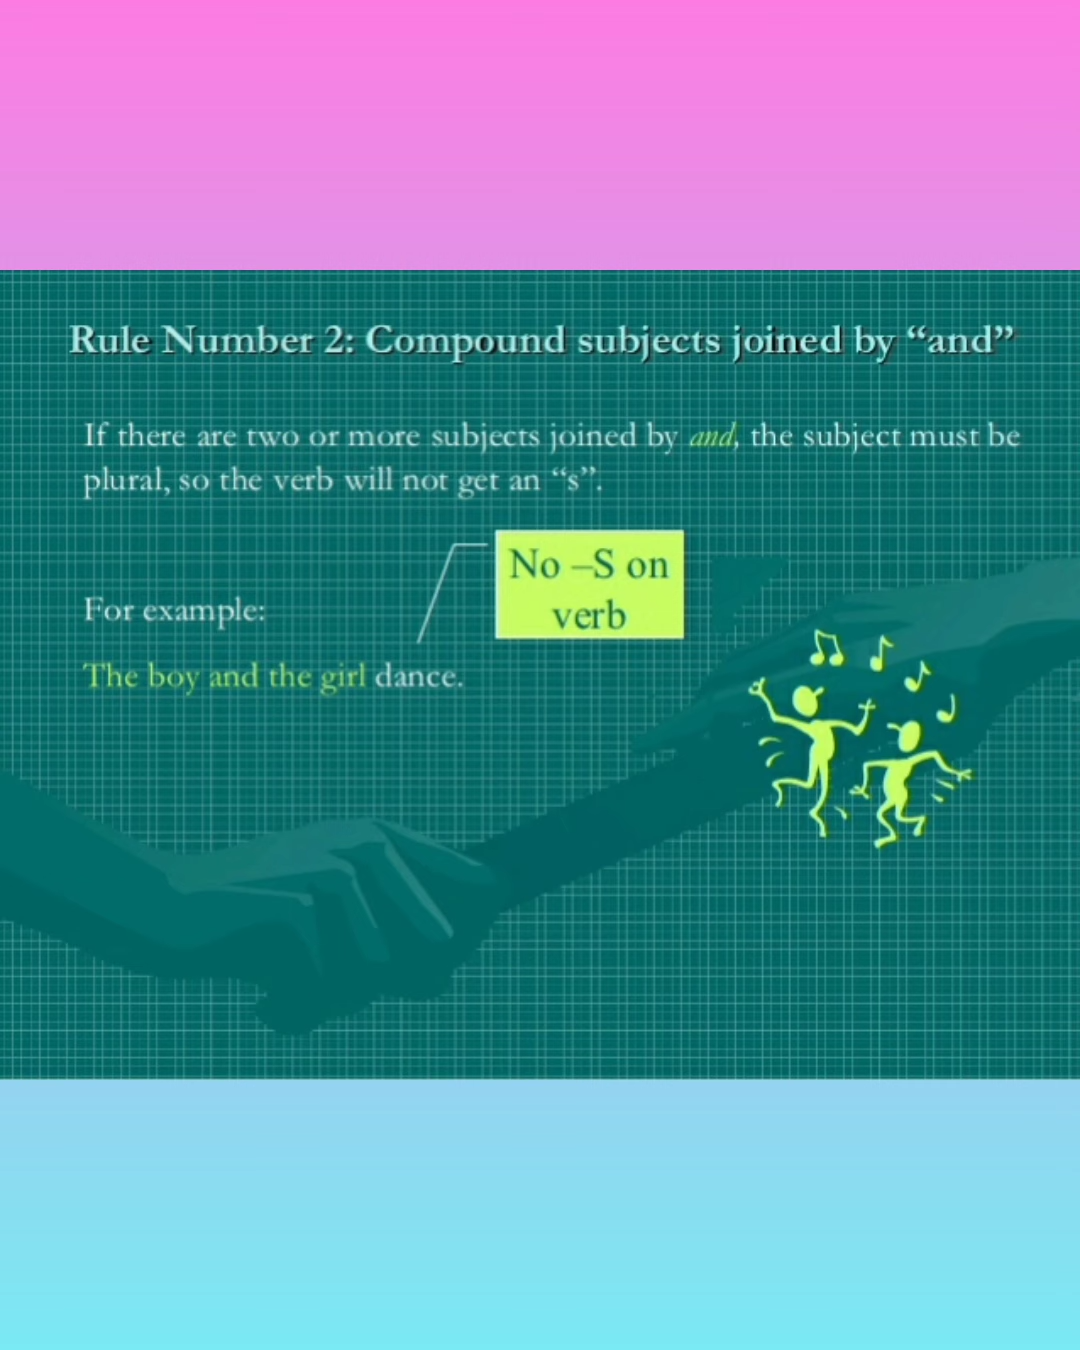 Rule Number 2: Compound subjects joined by “and”
If there are two or more subjects joined by and, the subject must be
plural, so the verb will not get an “s”.
No –S on
verb
For example:
The boy and the girl dance.